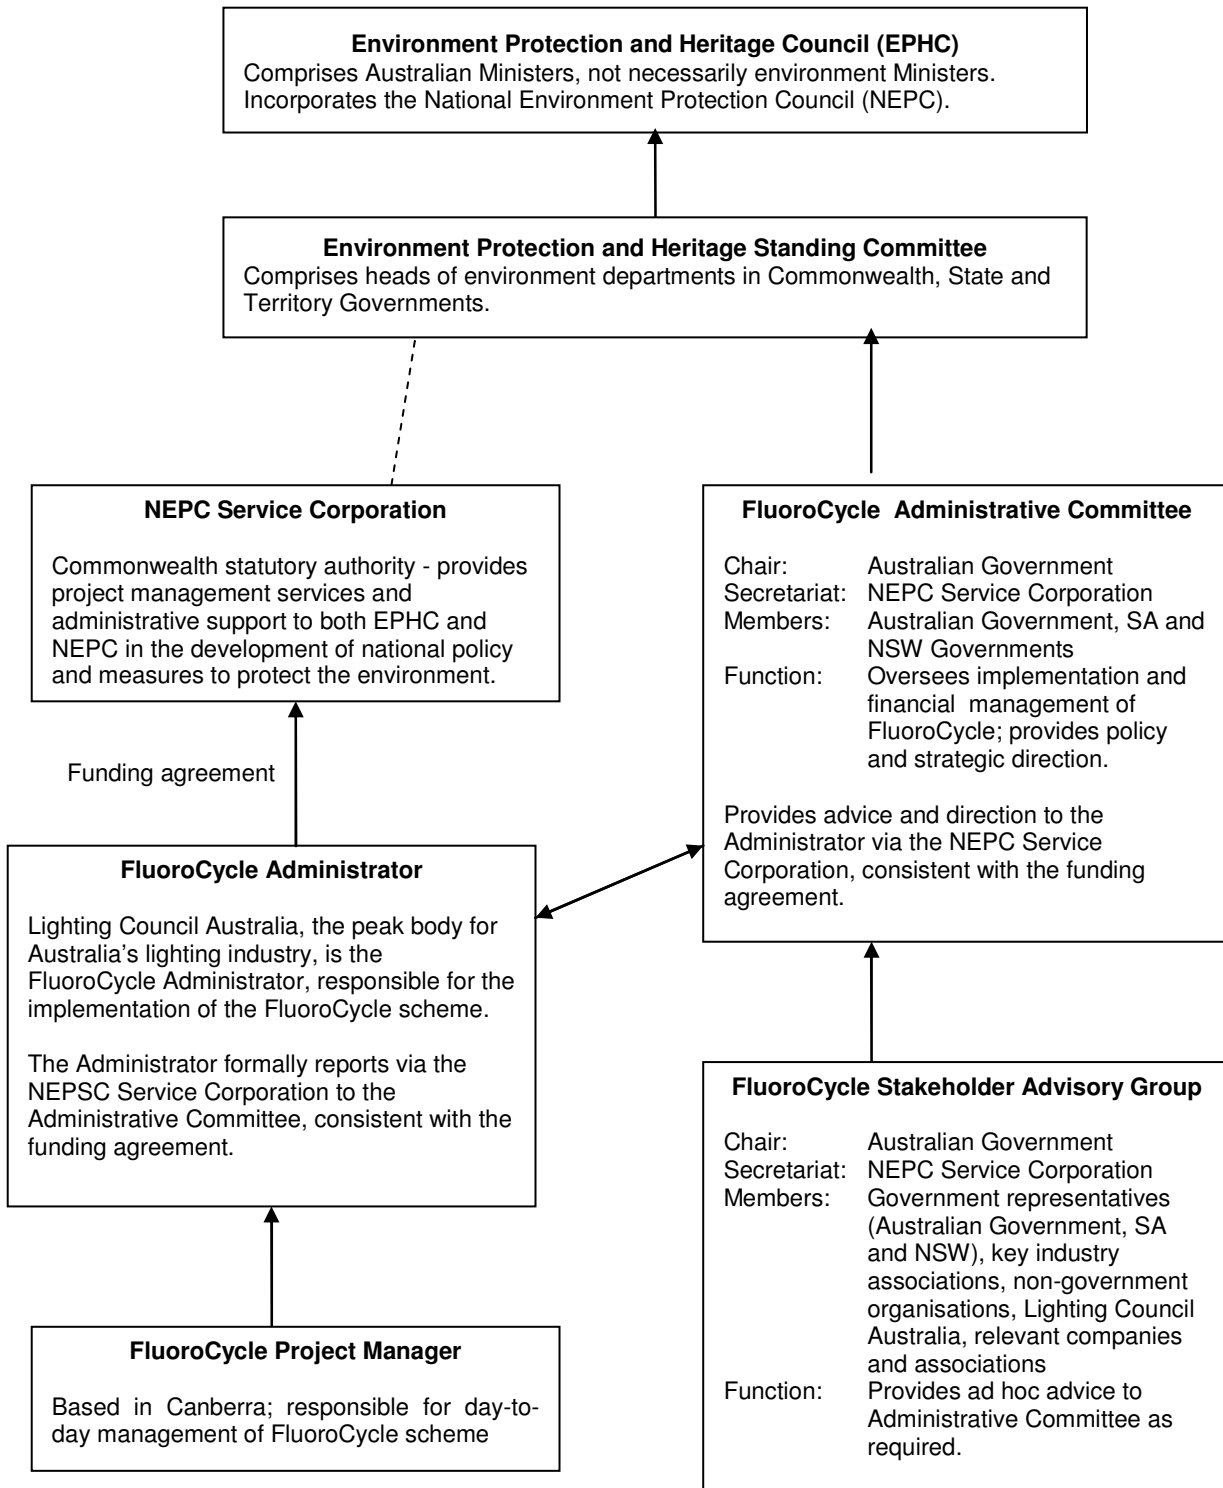 Environment Protection and Heritage Council (EPHC)
Comprises Australian Ministers, not necessarily environment Ministers.
Incorporates the National Environment Protection Council (NEPC).
Environment Protection and Heritage Standing Committee
Comprises heads of environment departments in Commonwealth, State and
Territory Governments.
NEPC Service Corporation
Commonwealth statutory authority - provides
project management services and
administrative support to both EPHC and
NEPC in the development of national policy
and measures to protect the environment.
FluoroCycle Administrative Committee
Chair: Australian Government
Secretariat: NEPC Service Corporation
Members: Australian Government, SA and
NSW Governments
Function: Oversees implementation and
financial management of
FluoroCycle; provides policy
and strategic direction.
Provides advice and direction to the
Administrator via the NEPC Service
Corporation, consistent with the funding
agreement.
Funding agreement
FluoroCycle Administrator
Lighting Council Australia, the peak body for
Australia's lighting industry, is the
FluoroCycle Administrator, responsible for the
implementation of the FluoroCycle scheme.
The Administrator formally reports via the
NEPSC Service Corporation to the
Administrative Committee, consistent with the
funding agreement.
FluoroCycle Stakeholder Advisory Group
Chair: Australian Government
Secretariat: NEPC Service Corporation
Members: Government representatives
(Australian Government, SA
and NSW), key industry
associations, non-government
organisations, Lighting Council
Australia, relevant companies
and associations
Function: Provides ad hoc advice to
Administrative Committee as
required.
FluoroCycle Project Manager
Based in Canberra; responsible for day-to-
day management of FluoroCycle scheme